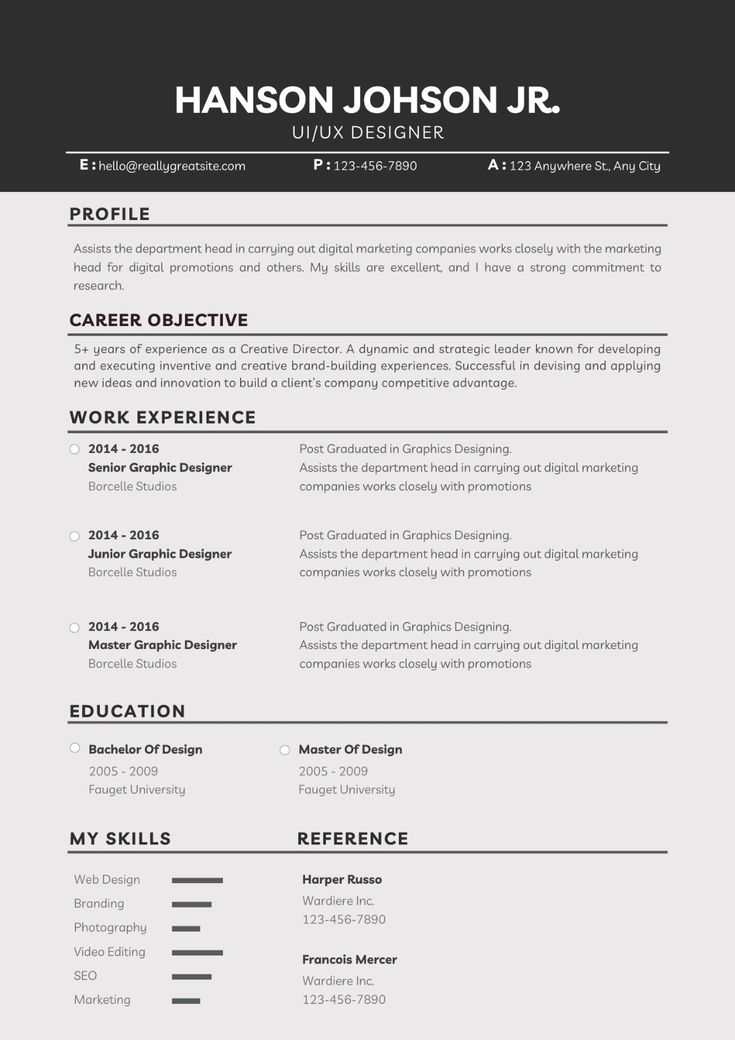 HANSON JOHSON JR.
UI/UX DESIGNER
E : hello@reallygreatsite.com P : 123-456-7890 A : 123 Anywhere St., Any City
PROFILE
Assists the department head in carrying out digital marketing companies works closely with the marketing
head for digital promotions and others. My skills are excellent, and I have a strong commitment to
research.
CAREER OBJECTIVE
5+ years of experience as a Creative Director. A dynamic and strategic leader known for developing
and executing inventive and creative brand-building experiences. Successful in devising and applying
new ideas and innovation to build a client's company competitive advantage.
WORK EXPERIENCE
2014 - 2016
Senior Graphic Designer
Borcelle Studios
Post Graduated in Graphics Designing.
Assists the department head in carrying out digital marketing
companies works closely with promotions
2014 - 2016
Junior Graphic Designer
Borcelle Studios
Post Graduated in Graphics Designing.
Assists the department head in carrying out digital marketing
companies works closely with promotions
2014 - 2016
Master Graphic Designer
Borcelle Studios
Post Graduated in Graphics Designing.
Assists the department head in carrying out digital marketing
companies works closely with promotions
EDUCATION
Bachelor Of Design
2005 - 2009
Fauget University
Master Of Design
2005 - 2009
Fauget University
MY SKILLS
Web Design
Branding
Photography
Video Editing
SEO
Marketing
REFERENCE
Harper Russo
Wardiere Inc.
123-456-7890
Francois Mercer
Wardiere Inc.
123-456-7890